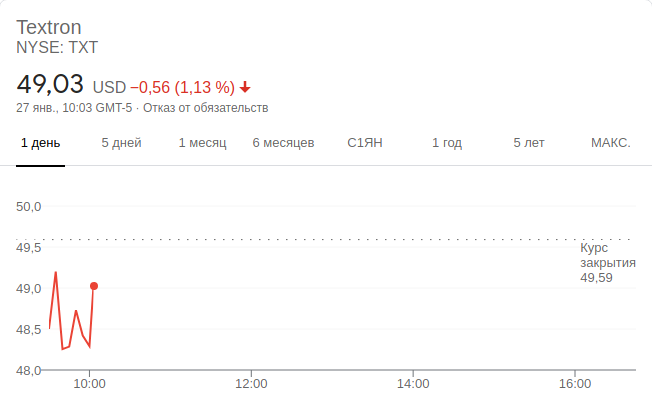 Textron
NYSE: TXT
49,03 USD −0,56 (1,13 %)
27 янв., 10:03 GMT-5 · Отказ от обязательств
1 день 5 дней 1 месяц 6 месяцев С1ЯН 1 год 5 лет МАКС.
50,0
49,5
Курс
закрытия
49,59
49,0
48,5
48,0
10:00 12:00 14:00 16:00